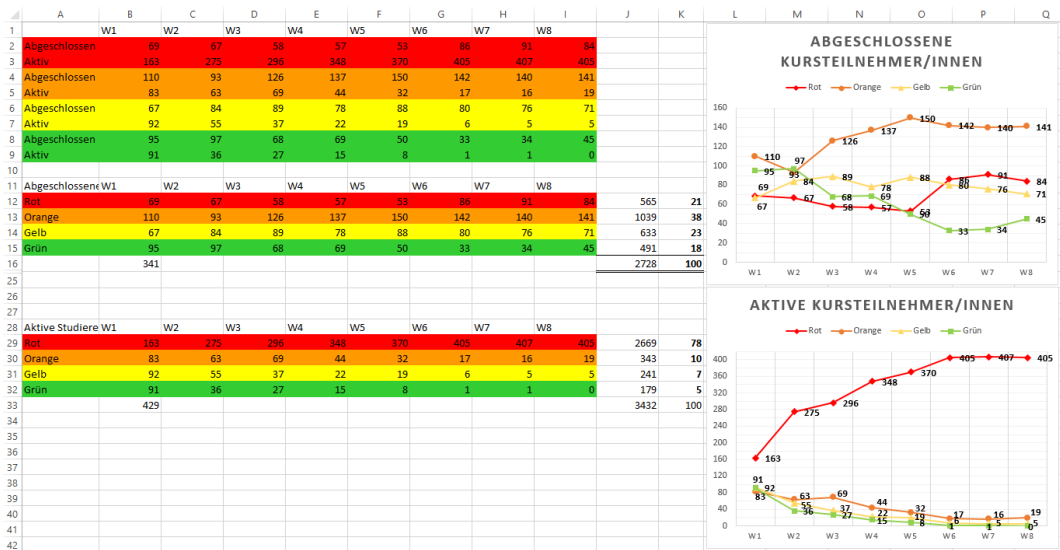 A B C D E F G H I J K L M N O P Q
1 W1 W2 W3 W4 W5 W6 W7 W8
2 Abgeschlossen 69 67 58 57 53 86 91 84
3 Aktiv 163 275 296 348 370 405 407 405
4 Abgeschlossen 110 93 126 137 150 142 140 141
5 Aktiv 83 63 69 44 32 17 16 19
6 Abgeschlossen 67 84 89 78 88 80 76 71
7 Aktiv 92 55 37 22 19 6 5 5
8 Abgeschlossen 95 97 68 69 50 33 34 45
9 Aktiv 91 36 27 15 8 1 1 0
10
11 Abgeschlossene W1 W2 W3 W4 W5 W6 W7 W8
12 Rot 69 67 58 57 53 86 91 84 565 21
13 Orange 110 93 126 137 150 142 140 141 1039 38
14 Gelb 67 84 89 78 88 80 76 71 633 23
15 Grün 95 97 68 69 50 33 34 45 491 18
16 341 2728 100
25
26
27
28 Aktive Studiere W1 W2 W3 W4 W5 W6 W7 W8
29 Rot 163 275 296 348 370 405 407 405 2669 78
30 Orange 83 63 69 44 32 17 16 19 343 10
31 Gelb 92 55 37 22 19 6 5 5 241 7
32 Grün 91 36 27 15 8 1 1 0 179 5
33 429 3432 100
34
35
36
37
38
39
40
41
42
ABGESCHLOSSENE
KURSTEILNEHMER/INNEN
Rot Orange Gelb Grün
160
140
120
100
80
60
40
20
0
110 93 126 137 150 142 140 141
95 97 68 69 50 33 34 45
69 67 58 57 53 86 91 84
67 84 89 78 88 80 76 71
W1 W2 W3 W4 W5 W6 W7 W8
AKTIVE KURSTEILNEHMER/INNEN
Rot Orange Gelb Grün
400
360
320
280
240
200
160
120
80
40
0
163 275 296 348 370 405 407 405
91 36 27 15 8 1 1 0
92 55 37 22 19 6 5 5
83 63 69 44 32 17 16 19
W1 W2 W3 W4 W5 W6 W7 W8